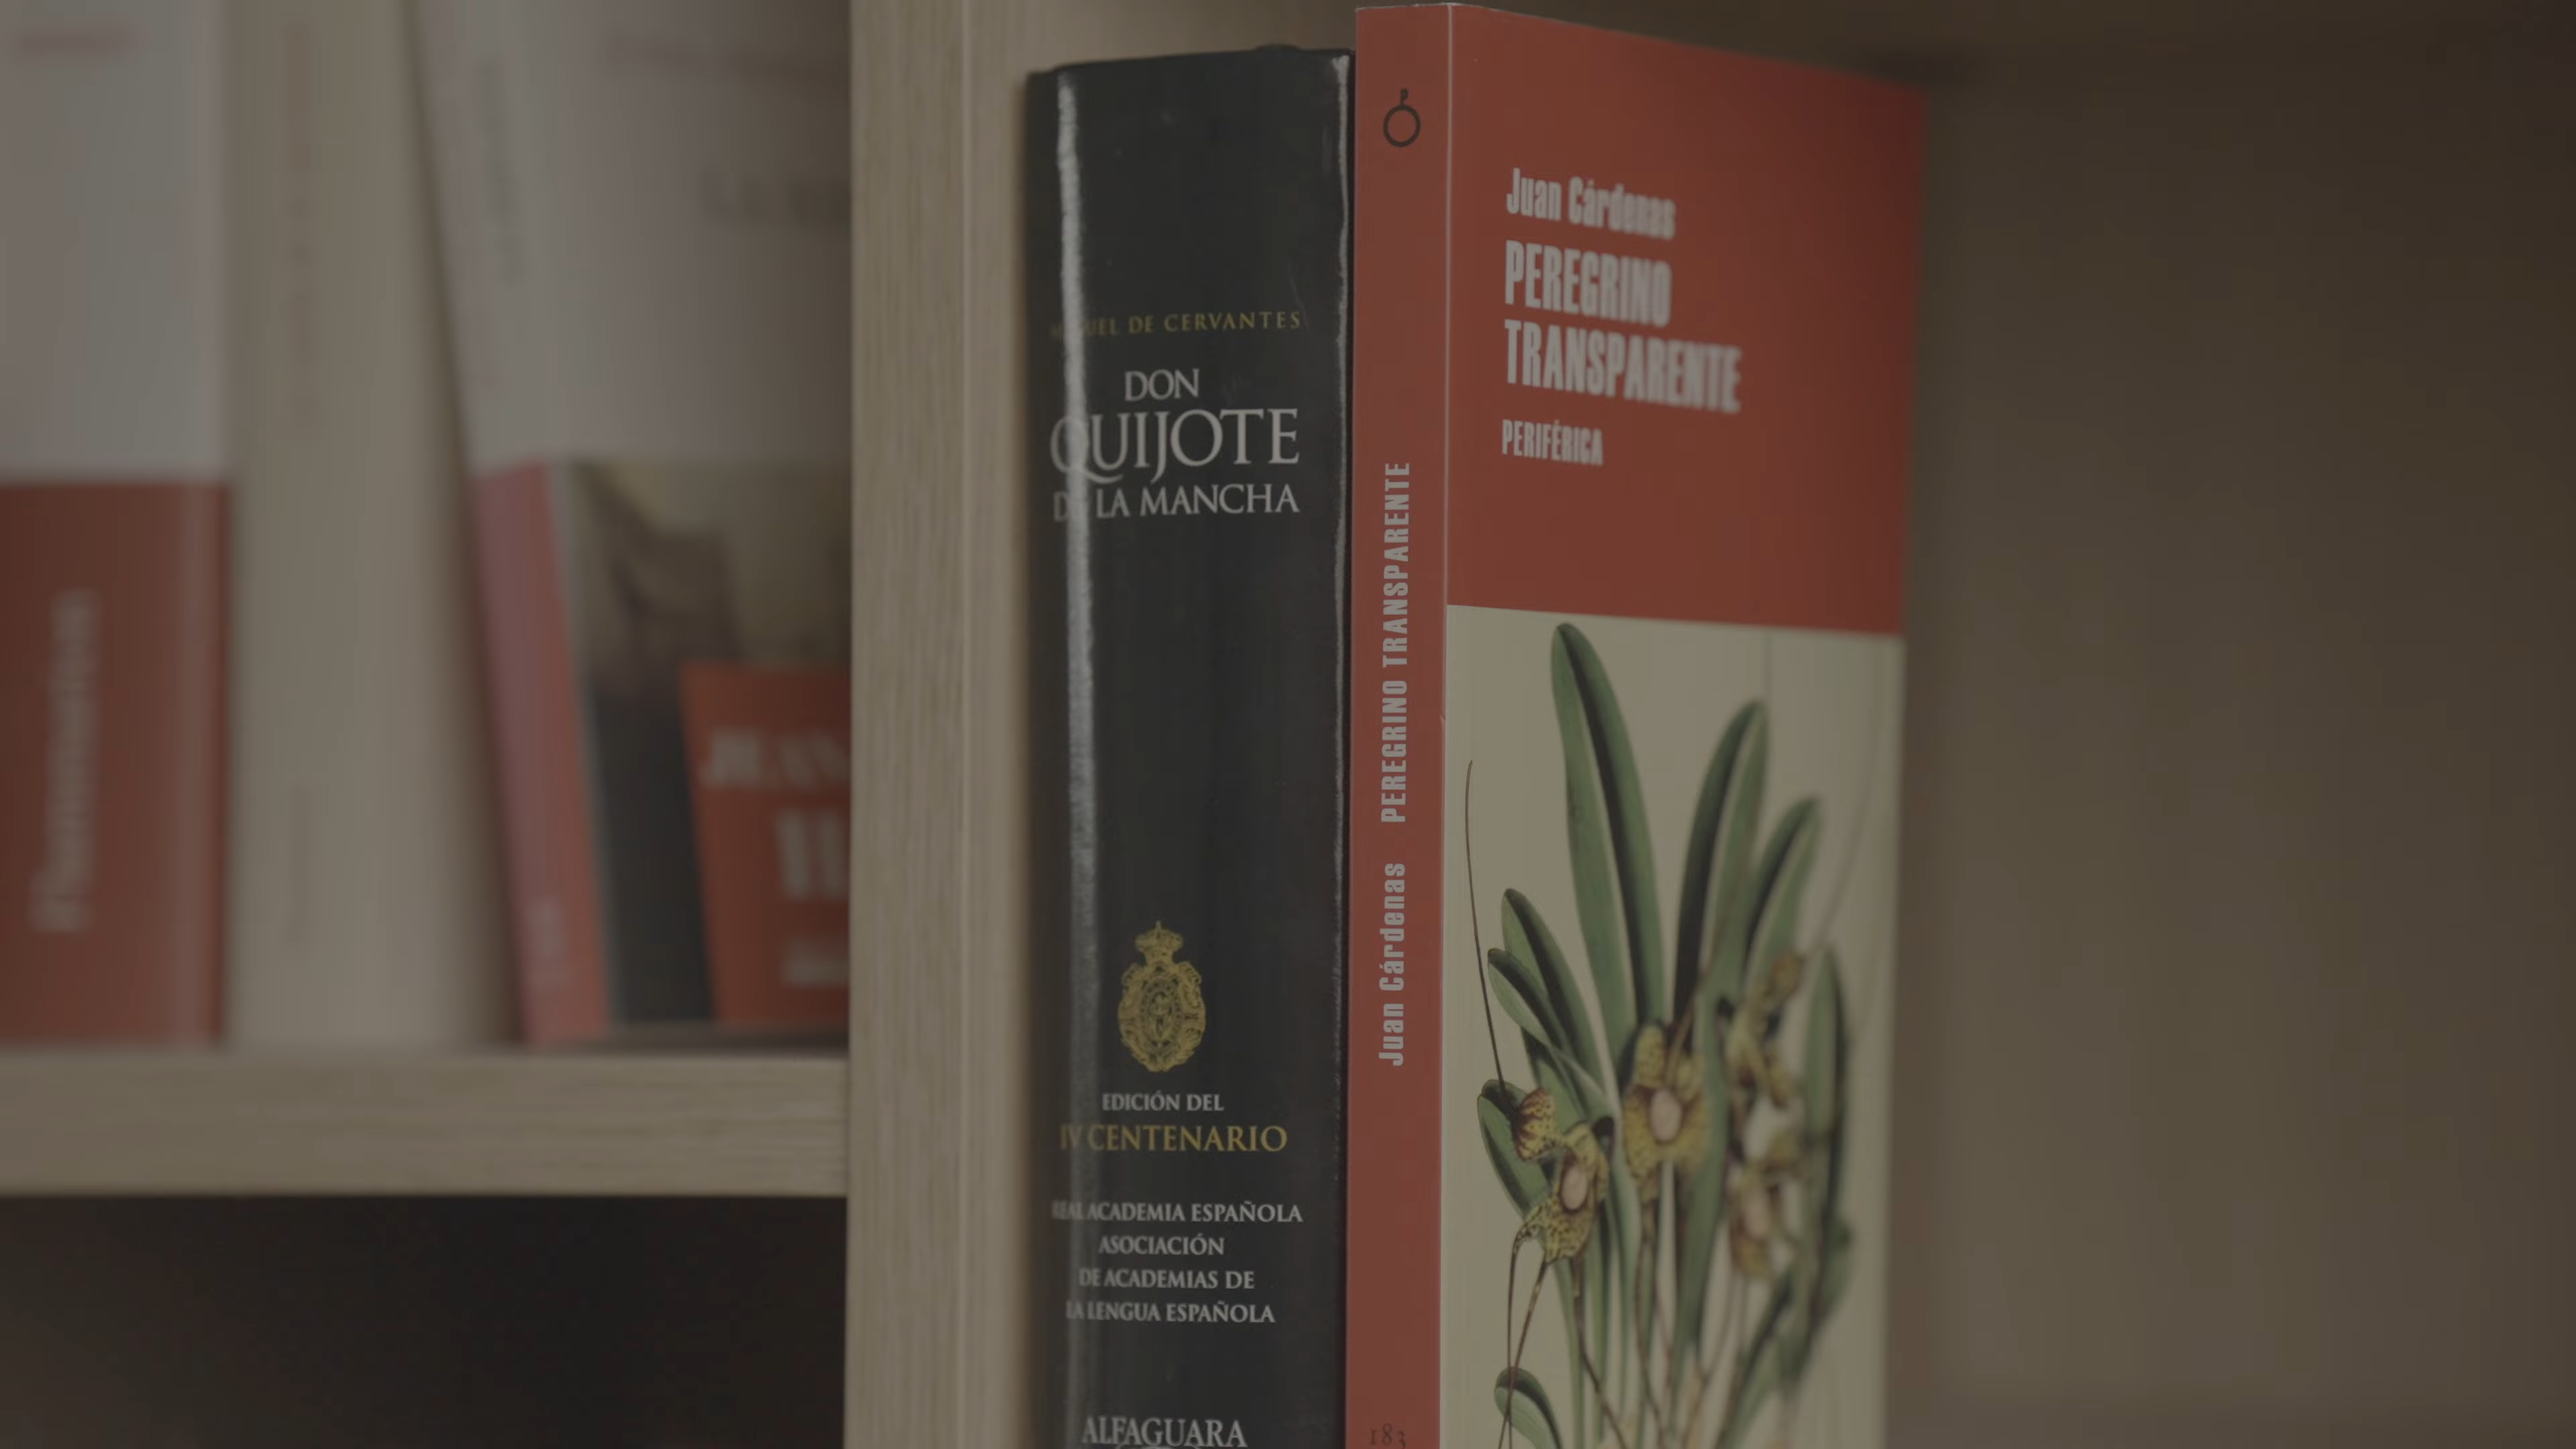 DE CERVANTES
DON
QUIJOTE
DE LA MANCHA
EDICIÓN DEL
IV CENTENARIO
REAL ACADEMIA ESPAÑOLA
ASOCIACIÓN
DE ACADEMIAS DE
LA LENGUA ESPAÑOLA
ALFAGUARA
Juan Cárdenas PEREGRINO TRANSPARENTE
183
Juan Cárdenas
PEREGRINO
TRANSPARENTE
PERIFÉRICA